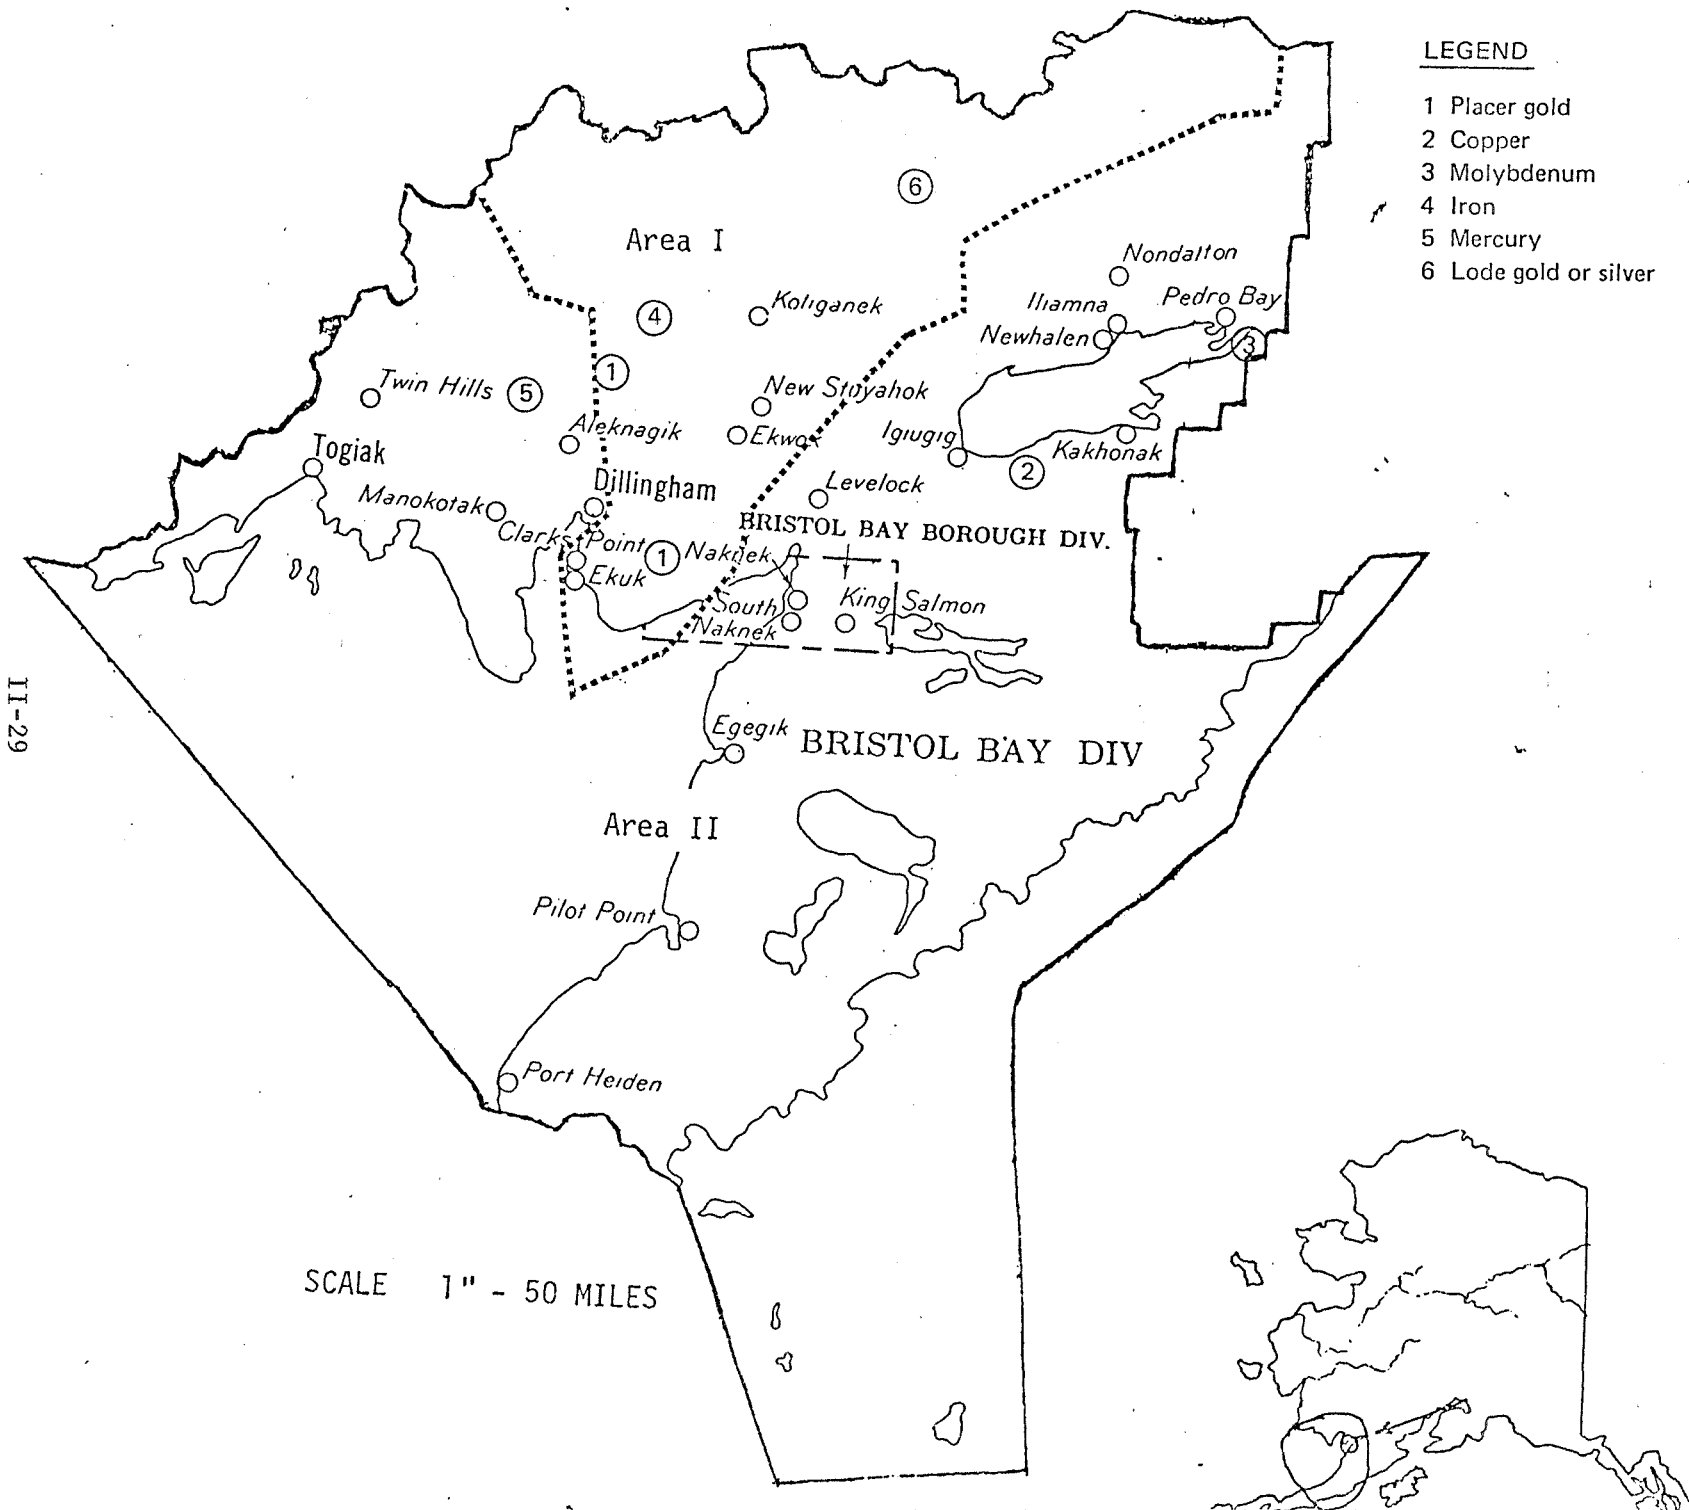 LEGEND
1 Placer gold
2 Copper
3 Molybdenum
4 Iron
5 Mercury
6 Lode gold or silver
6
Area I
Nondalton
4
Koliganek
Iliamna
Pedro Bay
Newhalen
3
1
Twin Hills
5
New Stuyahok
Aleknagik
Ekwok
Igiugig
Kakhonak
Togiak
2
Dillingham
Levelock
Manokotak
BRISTOL BAY BOROUGH DIV.
Clarks Point
1
Naknek
Ekuk
South
Naknek
King Salmon
II-29
Egegik
BRISTOL BAY DIV
Area II
Pilot Point
Port Heiden
SCALE 1" - 50 MILES